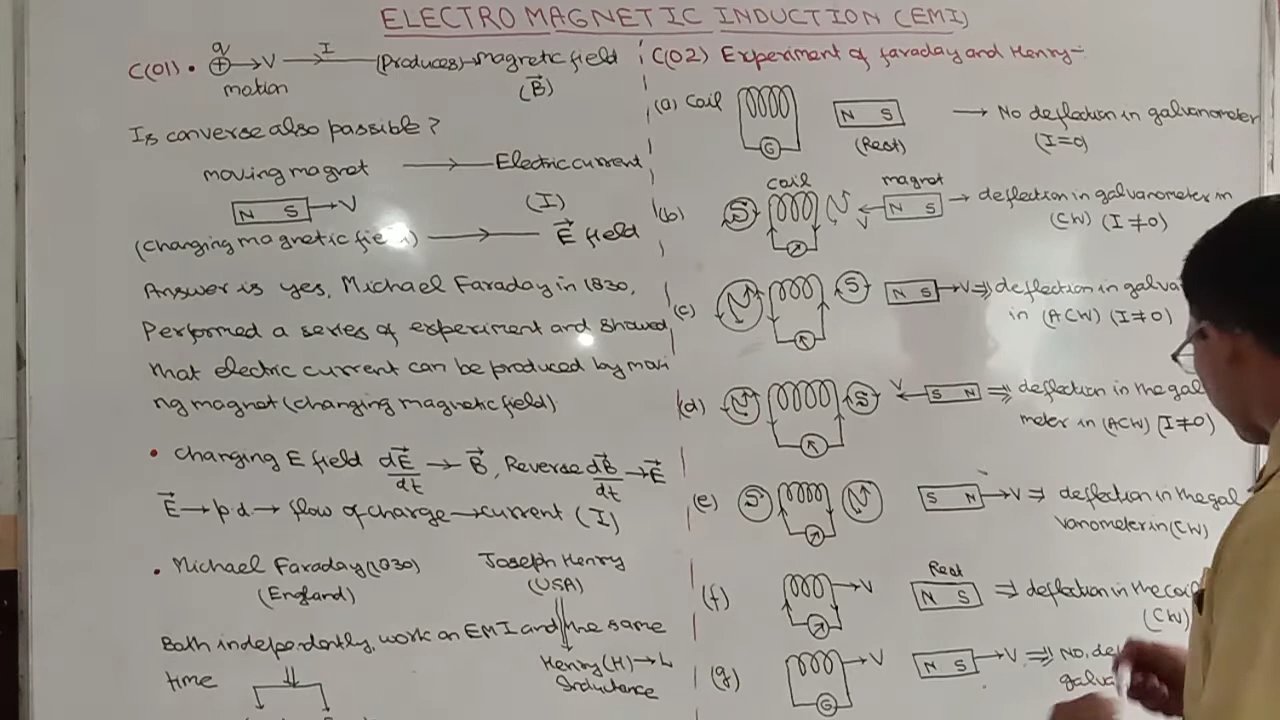 ELECTROMAGNETIC INDUCTION (EMI)
C(01). q + → V I → (Produces) → magnetic field
motion (B⃗)
Is converse also possible?
moving magnet → Electric current
N S → V (I)
(changing magnetic field) → E⃗ field
Answer is yes, Michael Faraday in 1830,
Performed a series of experiment and showed
that electric current can be produced by movi
ng magnet (changing magnetic field)
• changing E field dE⃗/dt → B⃗, Reverse dB⃗/dt → E⃗
E⃗ → p.d → flow of charge → current (I)
• Michael Faraday (1830) Joseph Henry
(England) (USA)
Both independently, work on EMI and the same
time Henry (H) → L
Inductance
C(02) Experiment of faraday and Henry-
(a) Coil G N S → No deflection in galvanometer
(Rest) (I=0)
coil magnet
(b) S N V ← N S → deflection in galvanometer in
(CW) (I≠0)
(c) N S N S → V ⇒ deflection in galva
in (ACW) (I≠0)
(d) N S V ← S N ⇒ deflection in the gal
meter in (ACW) (I≠0)
(e) S N S N → V ⇒ deflection in the gal
vanometer in (CW)
Rest
(f) → V N S ⇒ deflection in the coil
(CW)
(g) G → V N S → V ⇒ No. de
galva